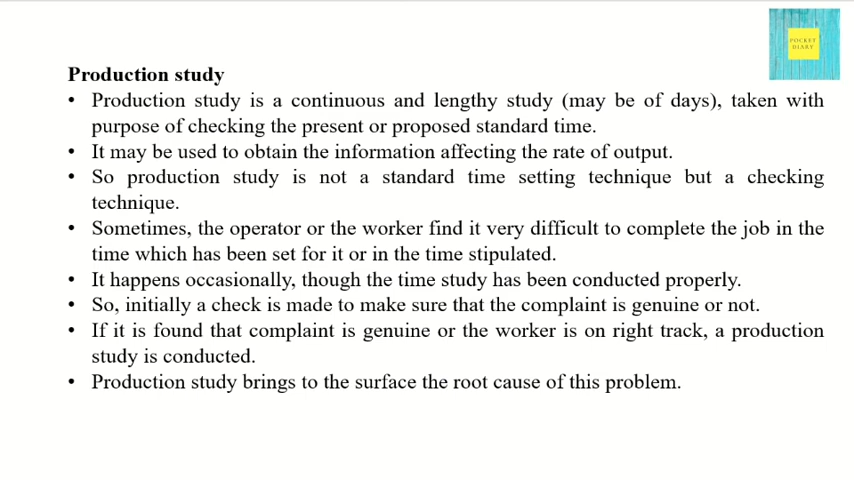 POCKET
DIARY
Production study
• Production study is a continuous and lengthy study (may be of days), taken with
purpose of checking the present or proposed standard time.
• It may be used to obtain the information affecting the rate of output.
• So production study is not a standard time setting technique but a checking
technique.
• Sometimes, the operator or the worker find it very difficult to complete the job in the
time which has been set for it or in the time stipulated.
• It happens occasionally, though the time study has been conducted properly.
• So, initially a check is made to make sure that the complaint is genuine or not.
• If it is found that complaint is genuine or the worker is on right track, a production
study is conducted.
• Production study brings to the surface the root cause of this problem.